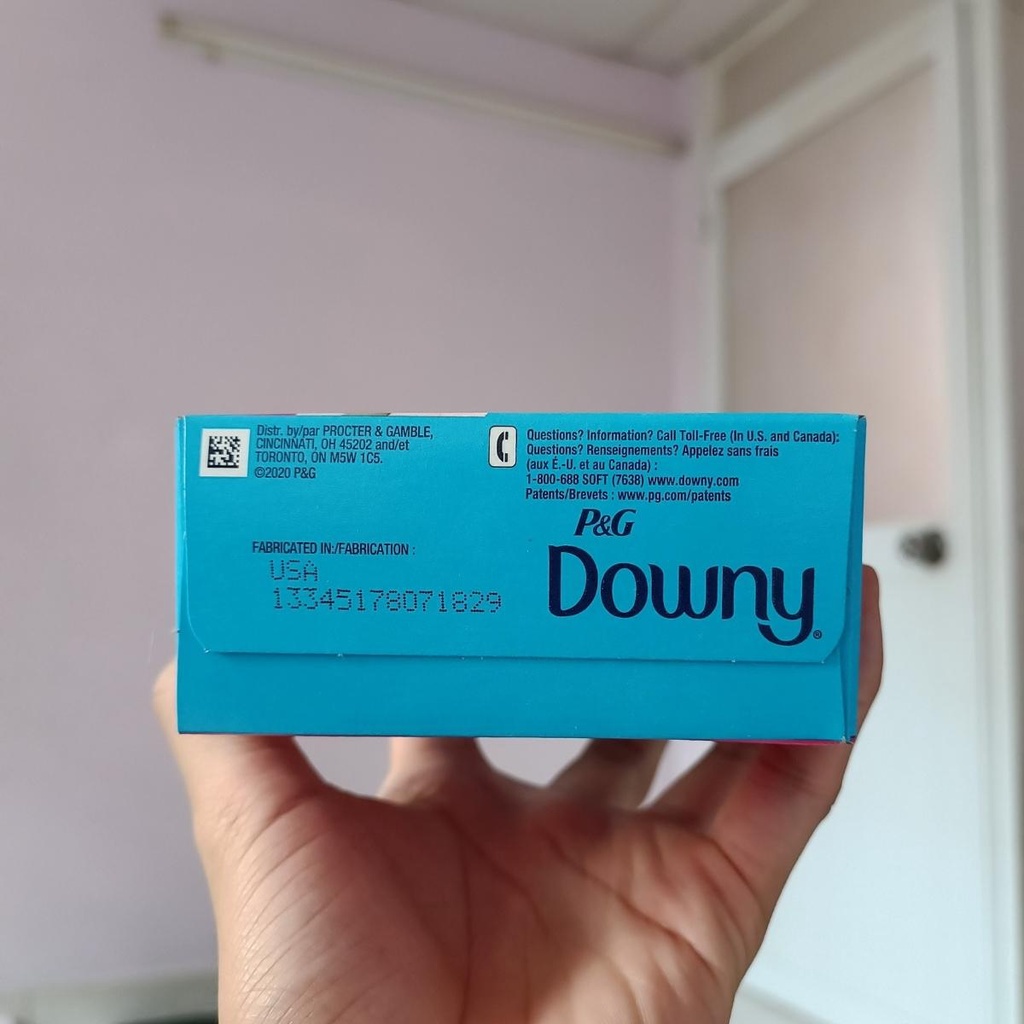 Distr. by/par PROCTER & GAMBLE,
CINCINNATI, OH 45202 and/et
TORONTO, ON M5W 1C5.
©2020 P&G
Questions? Information? Call Toll-Free (In U.S. and Canada):
Questions? Renseignements? Appelez sans frais
(aux É.-U. et au Canada) :
1-800-688 SOFT (7638) www.downy.com
Patents/Brevets : www.pg.com/patents
P&G
Downy®
FABRICATED IN:/FABRICATION :
USA
13345178071829